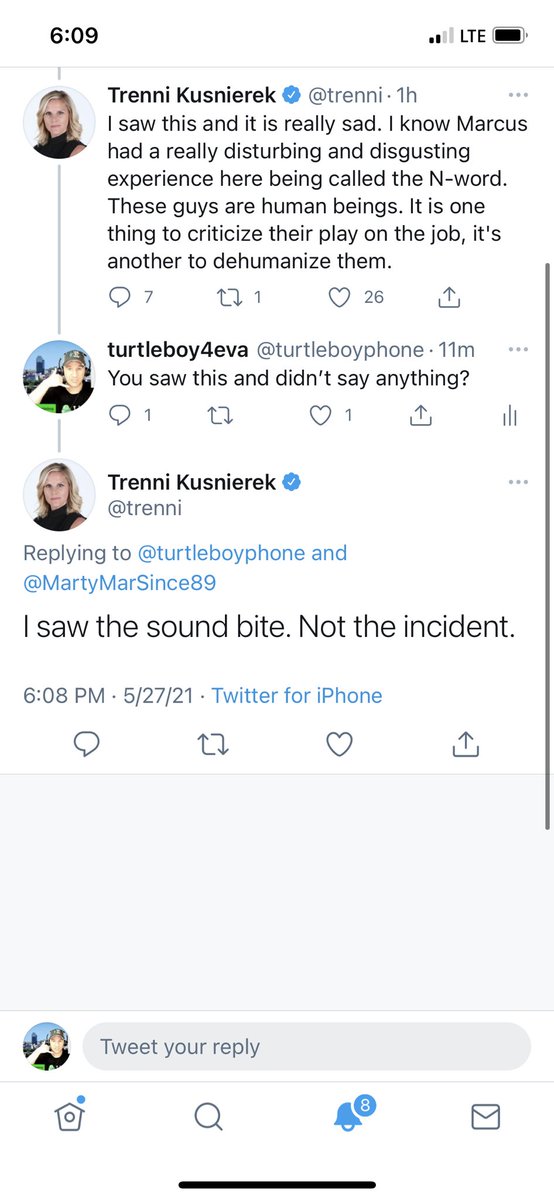 6:09
LTE
Trenni Kusnierek @trenni · 1h
I saw this and it is really sad. I know Marcus
had a really disturbing and disgusting
experience here being called the N-word.
These guys are human beings. It is one
thing to criticize their play on the job, it's
another to dehumanize them.
7 1 26
turtleboy4eva @turtleboyphone · 11m
You saw this and didn’t say anything?
1 1
Trenni Kusnierek
@trenni
Replying to @turtleboyphone and
@MartyMarSince89
I saw the sound bite. Not the incident.
6:08 PM · 5/27/21 · Twitter for iPhone
Tweet your reply
8